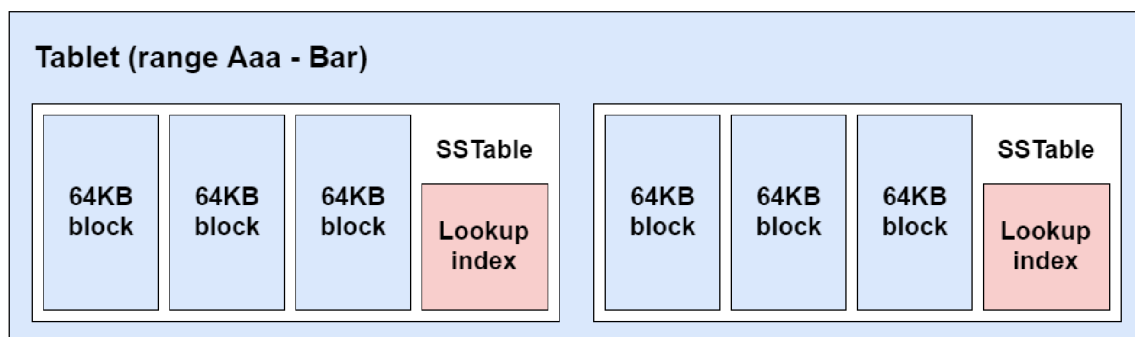 Tablet (range Aaa - Bar)
64KB
block
64KB
block
64KB
block
SSTable
Lookup
index
64KB
block
64KB
block
64KB
block
SSTable
Lookup
index